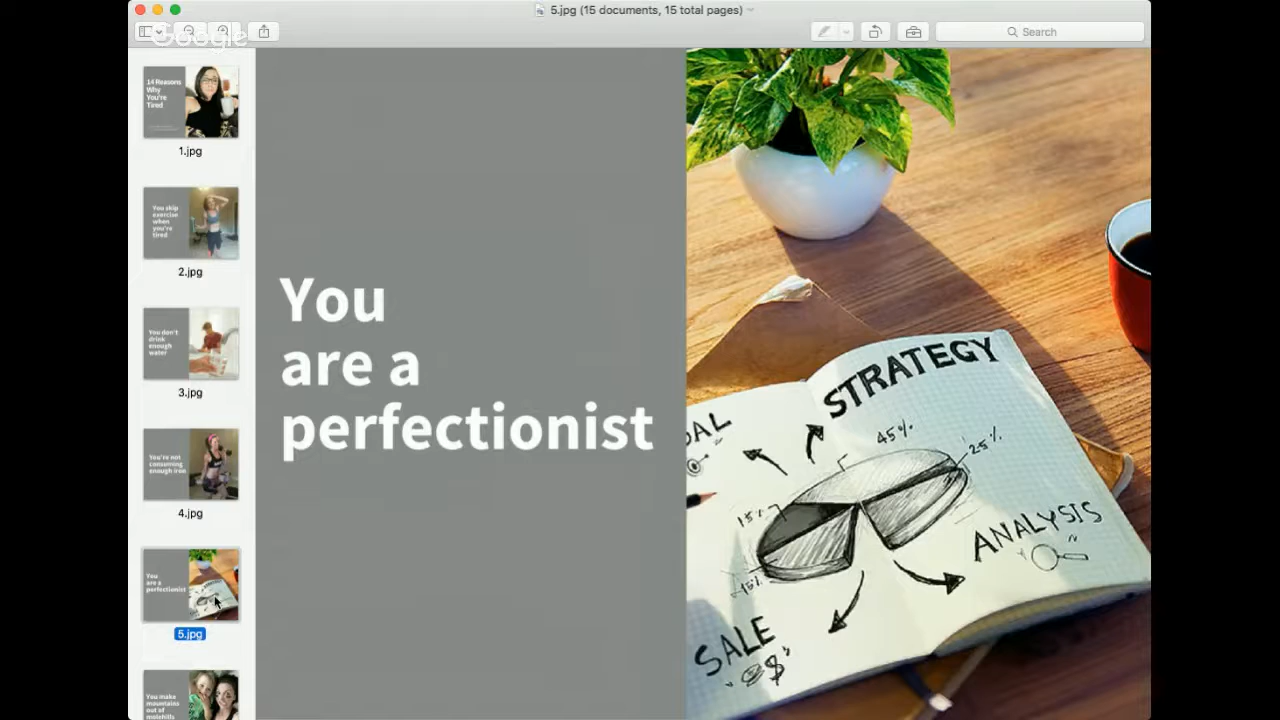 5.jpg (15 documents, 15 total pages)
Google
Search
14 Reasons
Why
You're
Tired
1.jpg
You skip
exercise
when
you're
tired
2.jpg
You don't
drink
enough
water
3.jpg
You're not
consuming
enough iron
4.jpg
You
are a
perfectionist
5.jpg
You make
mountains
out of
molehills
You
are a
perfectionist
STRATEGY
45%
25%
15%
15%
ANALYSIS
SALE
$